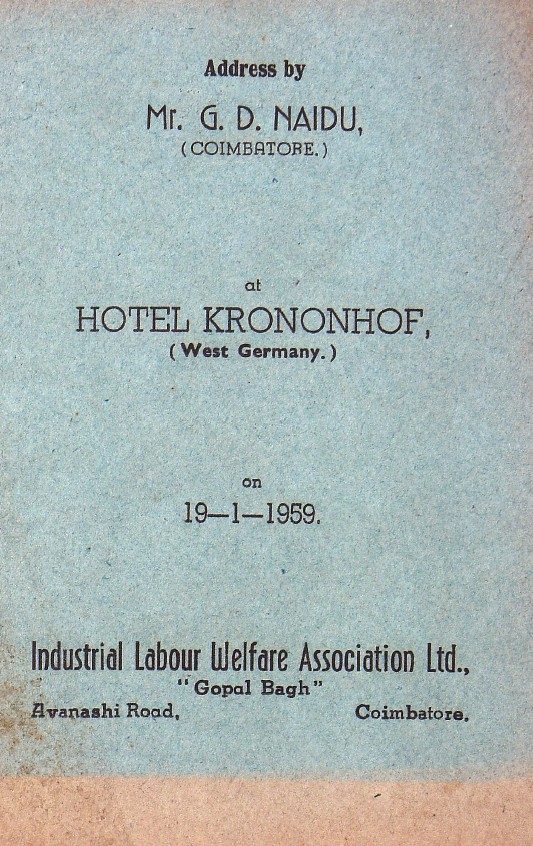 Address by
Mr. G. D. NAIDU,
(COIMBATORE.)
at
HOTEL KRONONHOF,
(West Germany.)
on
19—1—1959.
Industrial Labour Welfare Association Ltd.,
"Gopal Bagh"
Avanashi Road, Coimbatore.